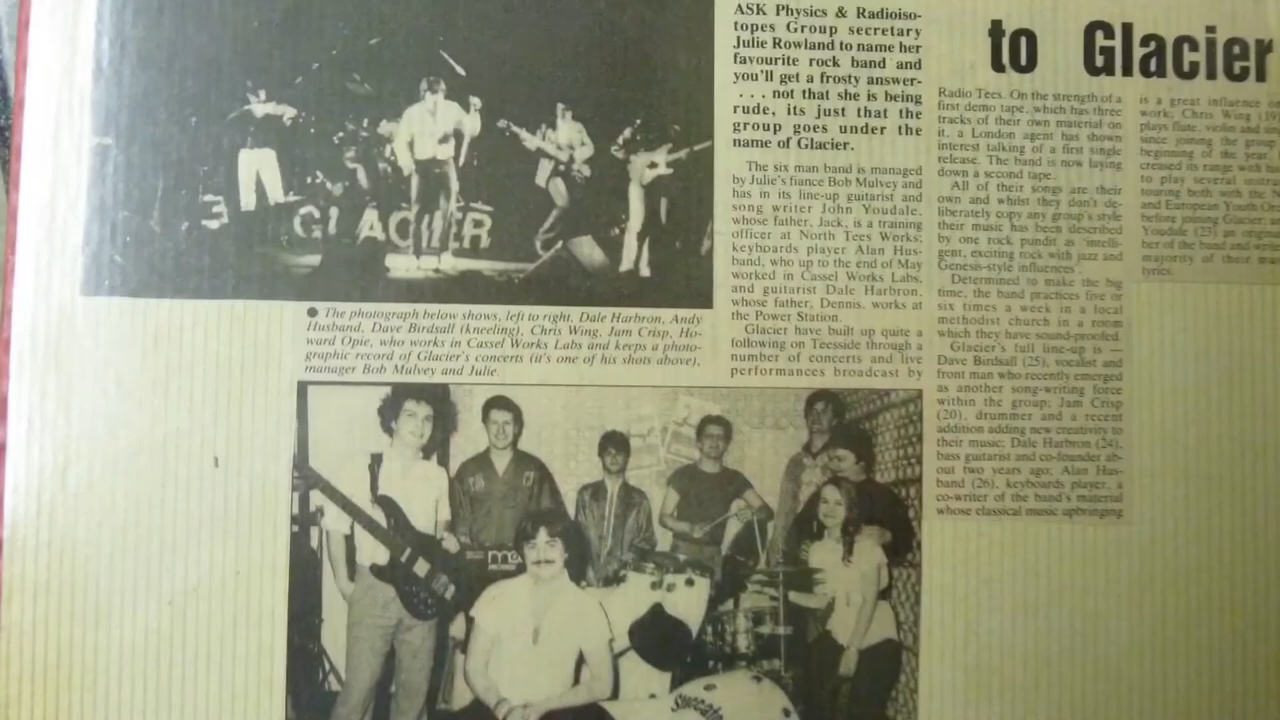 GLACIER
● The photograph below shows, left to right, Dale Harbron, Andy
Husband, Dave Birdsall (kneeling), Chris Wing, Jam Crisp, Ho-
ward Opie, who works in Cassel Works Labs and keeps a photo-
graphic record of Glacier's concerts (it's one of his shots above),
manager Bob Mulvey and Julie.
ASK Physics & Radioiso-
topes Group secretary
Julie Rowland to name her
favourite rock band and
you'll get a frosty answer-
. . . not that she is being
rude, its just that the
group goes under the
name of Glacier.
The six man band is managed
by Julie's fiance Bob Mulvey and
has in its line-up guitarist and
song writer John Youdale,
whose father, Jack, is a training
officer at North Tees Works;
keyboards player Alan Hus-
band, who up to the end of May
worked in Cassel Works Labs,
and guitarist Dale Harbron,
whose father, Dennis, works at
the Power Station.
Glacier have built up quite a
following on Teesside through a
number of concerts and live
performances broadcast by
to Glacier
Radio Tees. On the strength of a
first demo tape, which has three
tracks of their own material on
it, a London agent has shown
interest talking of a first single
release. The band is now laying
down a second tape.
All of their songs are their
own and whilst they don't de-
liberately copy any group's style
their music has been described
by one rock pundit as 'intelli-
gent, exciting rock with jazz and
Genesis-style influences'.
Determined to make the big
time, the band practices five or
six times a week in a local
methodist church in a room
which they have sound-proofed.
Glacier's full line-up is —
Dave Birdsall (25), vocalist and
front man who recently emerged
as another song-writing force
within the group; Jam Crisp
(20), drummer and a recent
addition adding new creativity to
their music; Dale Harbron (24),
bass guitarist and co-founder ab-
out two years ago; Alan Hus-
band (26), keyboards player, a
co-writer of the band's material
whose classical music upbringing
is a great influence
work; Chris Wing
plays flute, violin and
since joining the group
beginning of the year
creased its range with
to play several
touring both with the
and European Youth
before joining Glacier;
Youdale (23) an
ber of the band and
majority of their
lyrics.